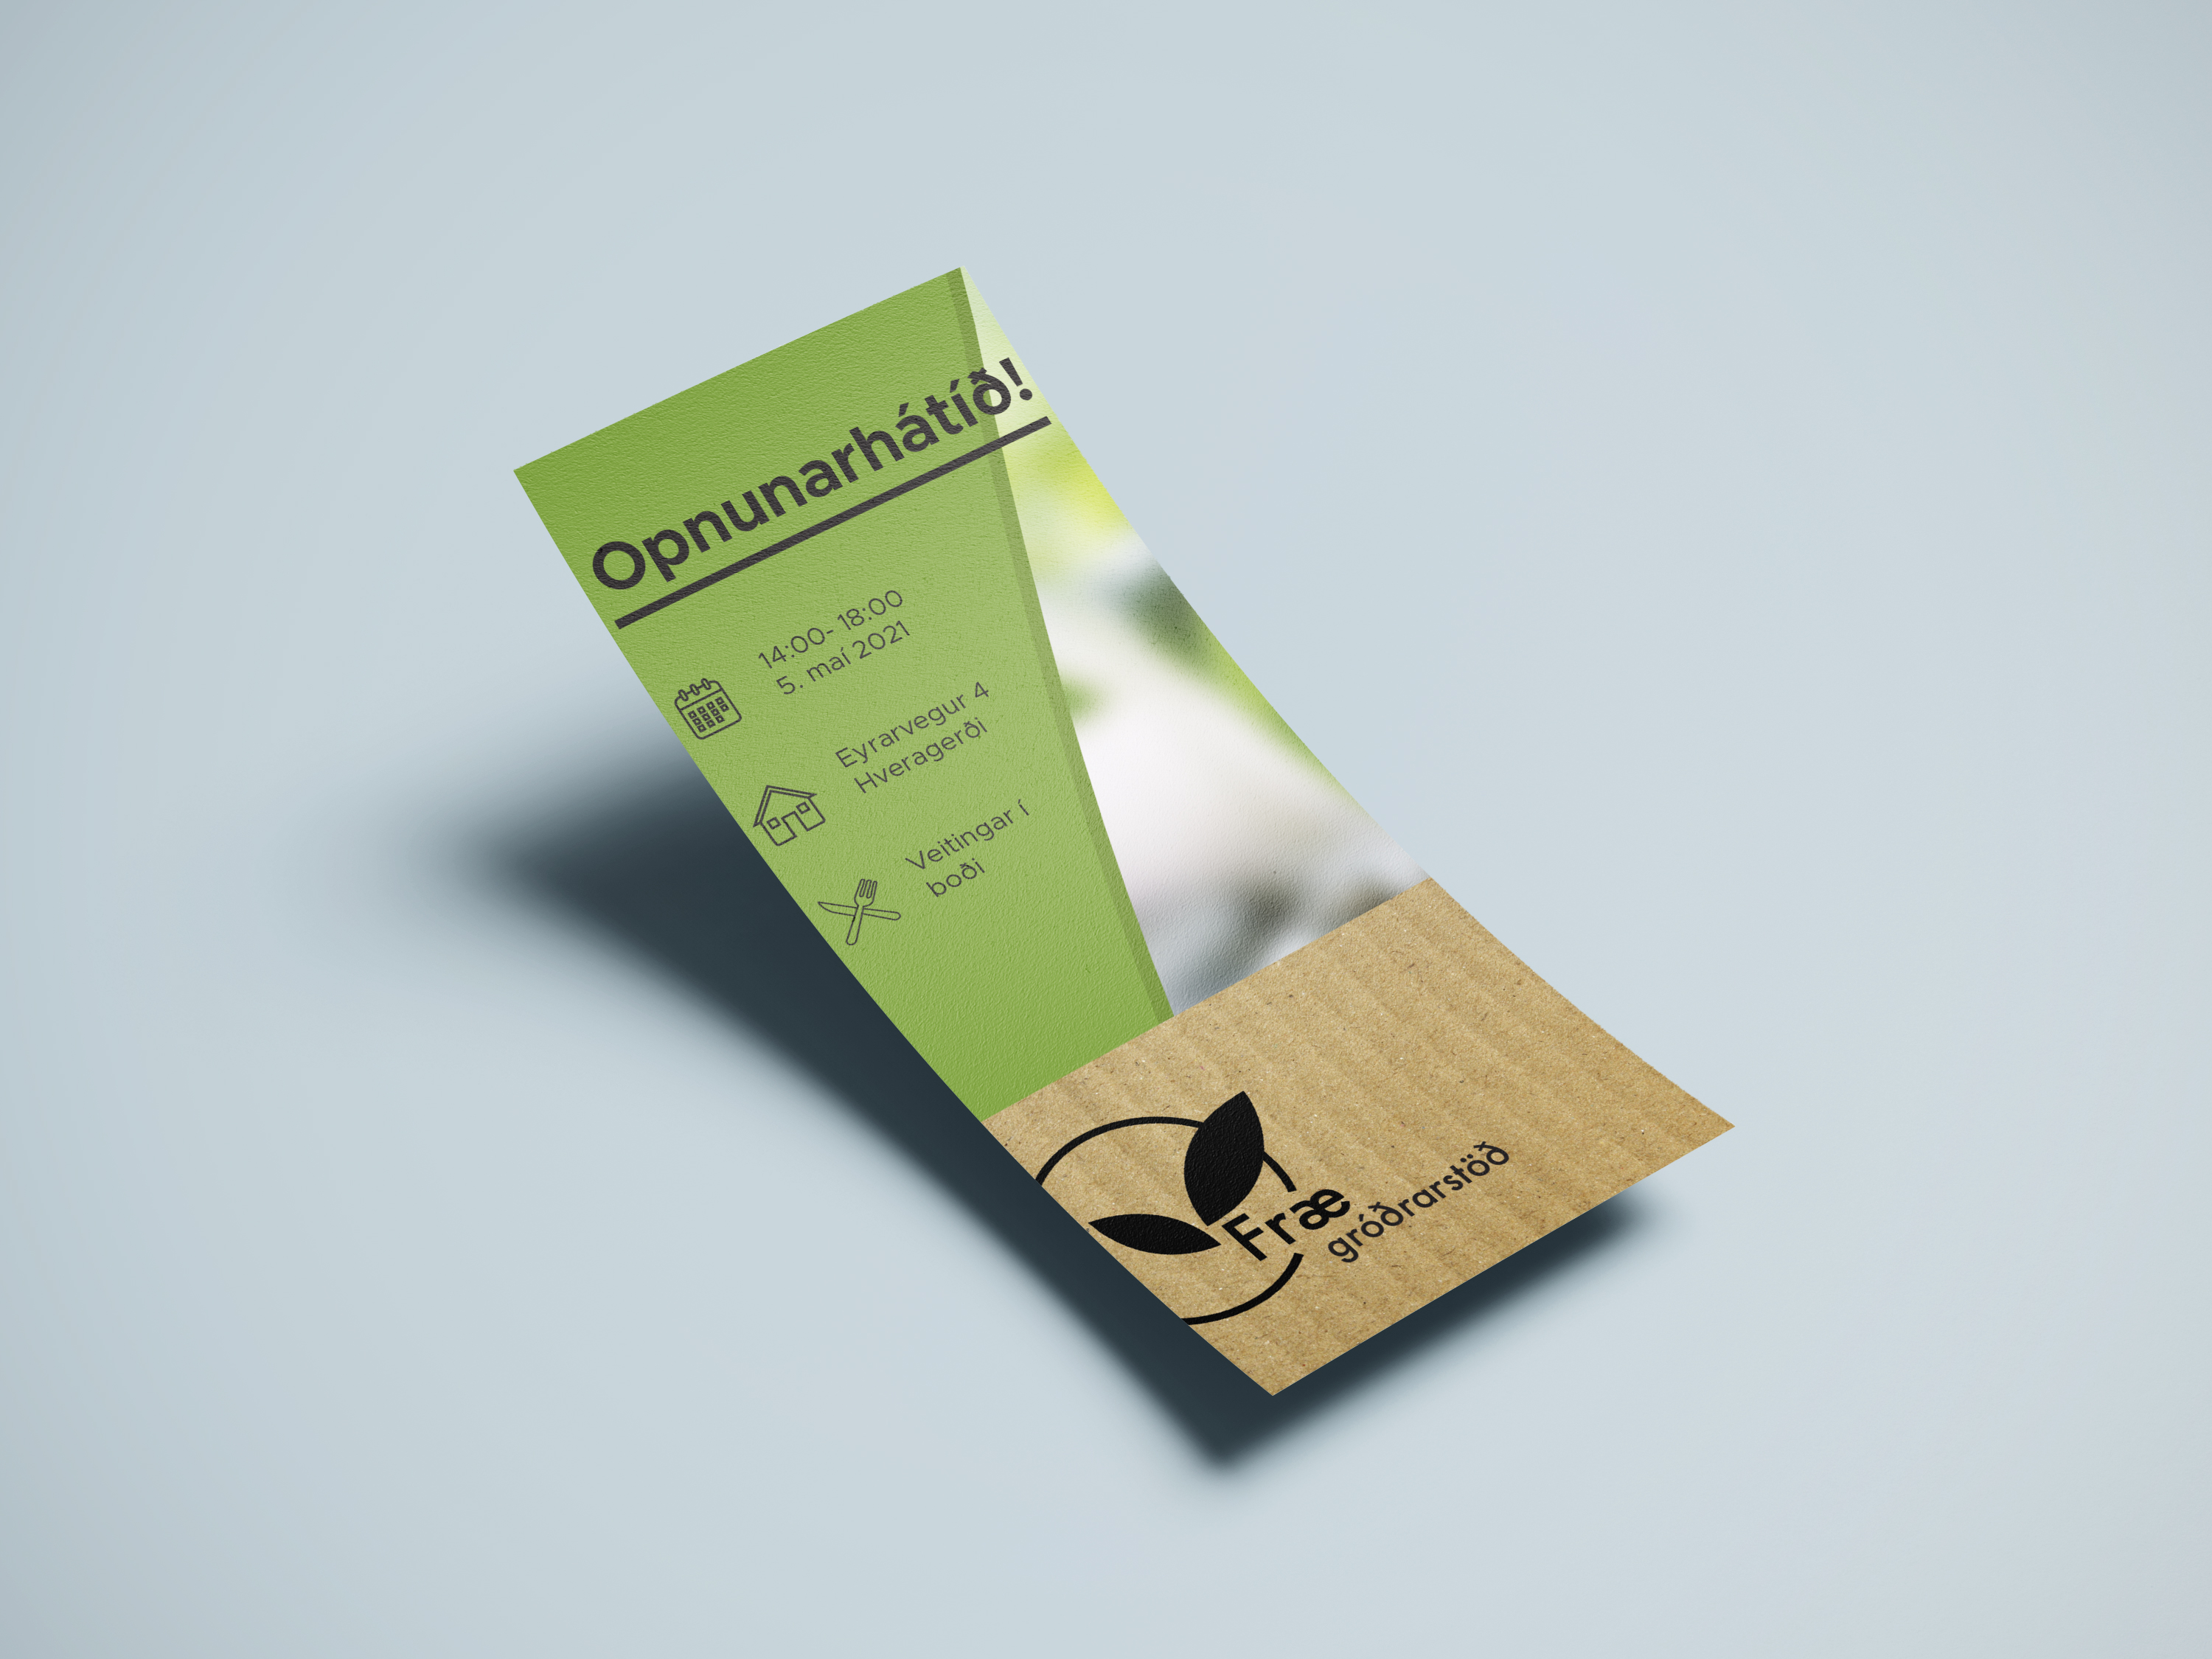 Opnunarhátíð!
14:00- 18:00
5. maí 2021
Eyrarvegur 4
Hveragerði
Veitingar í
boði
Fræ
gróðrarstöð